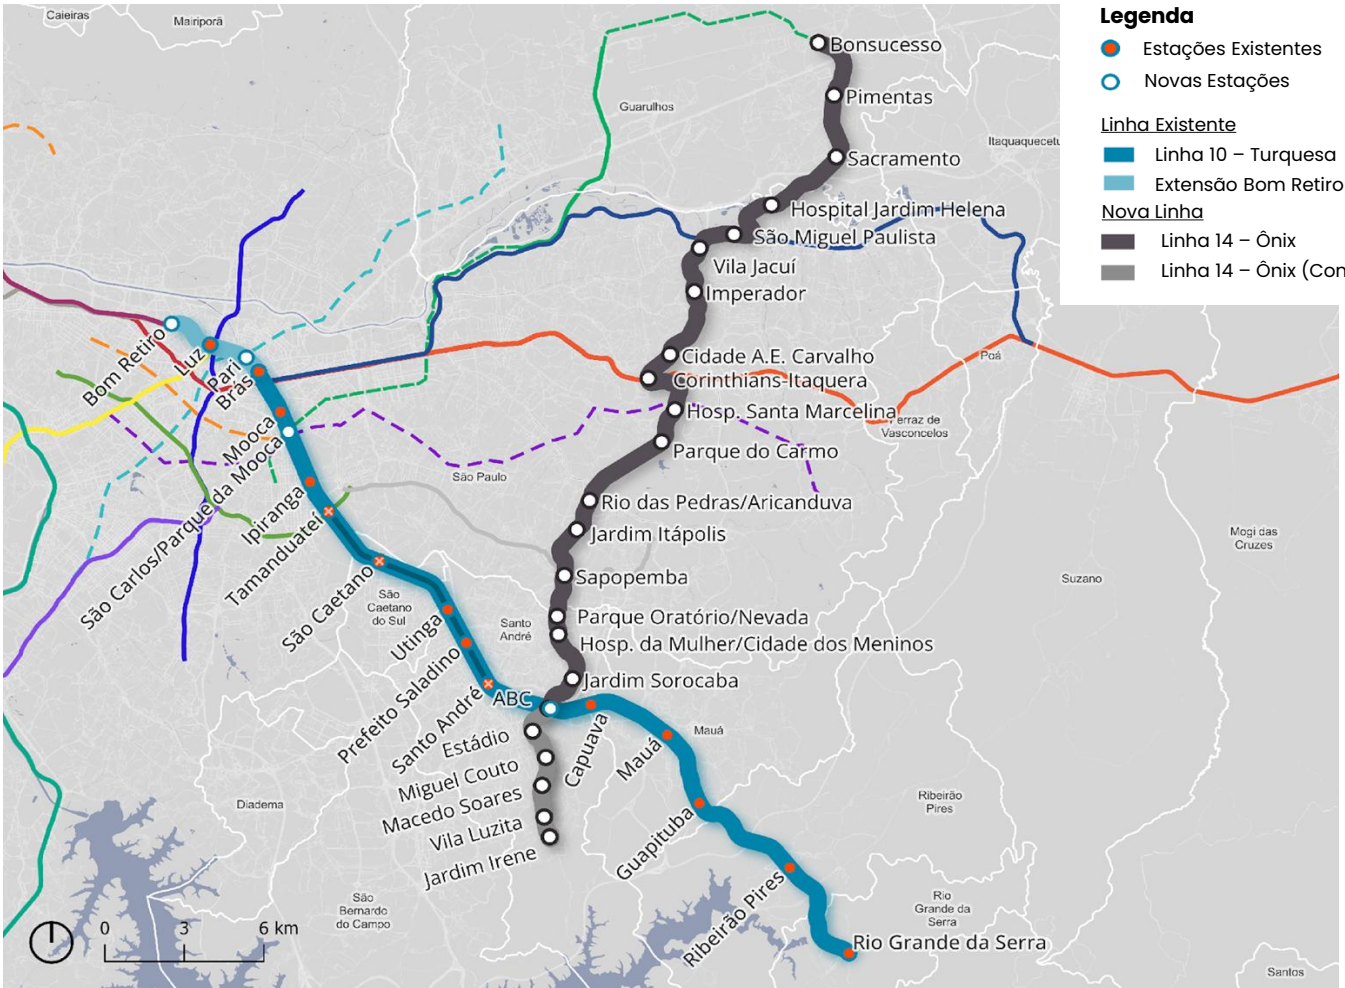 Caieiras
Mairiporã
Guarulhos
Itaquaquecetu
Bonsucesso
Pimentas
Sacramento
Hospital Jardim Helena
São Miguel Paulista
Vila Jacuí
Imperador
Cidade A.E. Carvalho
Corinthians-Itaquera
Hosp. Santa Marcelina
Parque do Carmo
Rio das Pedras/Aricanduva
Jardim Itápolis
Sapopemba
Parque Oratório/Nevada
Hosp. da Mulher/Cidade dos Meninos
Jardim Sorocaba
ABC
Estádio
Miguel Couto
Macedo Soares
Vila Luzita
Jardim Irene
Bom Retiro
Luz
Pari
Brás
Mooca
São Carlos/Parque da Mooca
Ipiranga
Tamanduateí
São Caetano
Utinga
Prefeito Saladino
Santo André
Capuava
Mauá
Guapituba
Ribeirão Pires
Rio Grande da Serra
Poá
Ferraz de
Vasconcelos
São Paulo
Mogi das
Cruzes
Suzano
São
Caetano
do Sul
Santo
André
Mauá
Diadema
Ribeirão
Pires
São
Bernardo
do Campo
Rio
Grande da
Serra
Santos
0 3 6 km
Legenda
Estações Existentes
Novas Estações
Linha Existente
Linha 10 – Turquesa
Extensão Bom Retiro
Nova Linha
Linha 14 – Ônix
Linha 14 – Ônix (Con